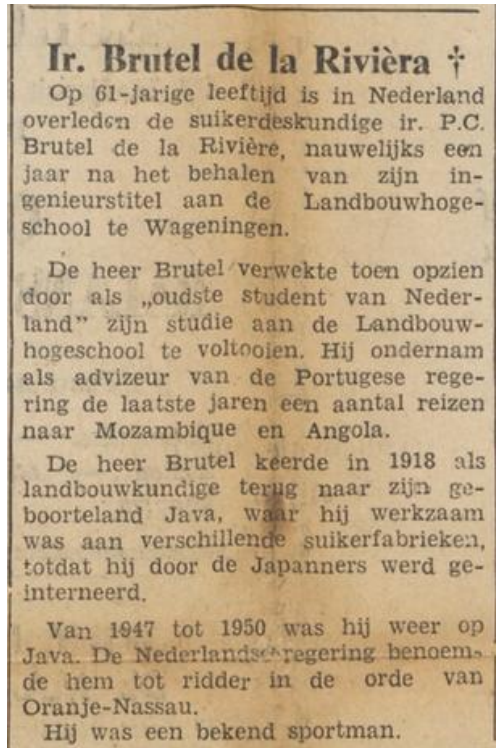 Ir. Brutel de la Rivièra †
Op 61-jarige leeftijd is in Nederland
overleden de suikerdeskundige ir. P.C.
Brutel de la Rivière, nauwelijks een
jaar na het behalen van zijn in-
genieurstitel aan de Landbouwhoge-
school te Wageningen.
De heer Brutel verwekte toen opzien
door als „oudste student van Neder-
land” zijn studie aan de Landbouw-
hogeschool te voltooien. Hij ondernam
als advizeur van de Portugese rege-
ring de laatste jaren een aantal reizen
naar Mozambique en Angola.
De heer Brutel keerde in 1918 als
landbouwkundige terug naar zijn ge-
boorteland Java, waar hij werkzaam
was aan verschillende suikerfabrieken,
totdat hij door de Japanners werd ge-
interneerd.
Van 1947 tot 1950 was hij weer op
Java. De Nederlandse regering benoem-
de hem tot ridder in de orde van
Oranje-Nassau.
Hij was een bekend sportman.